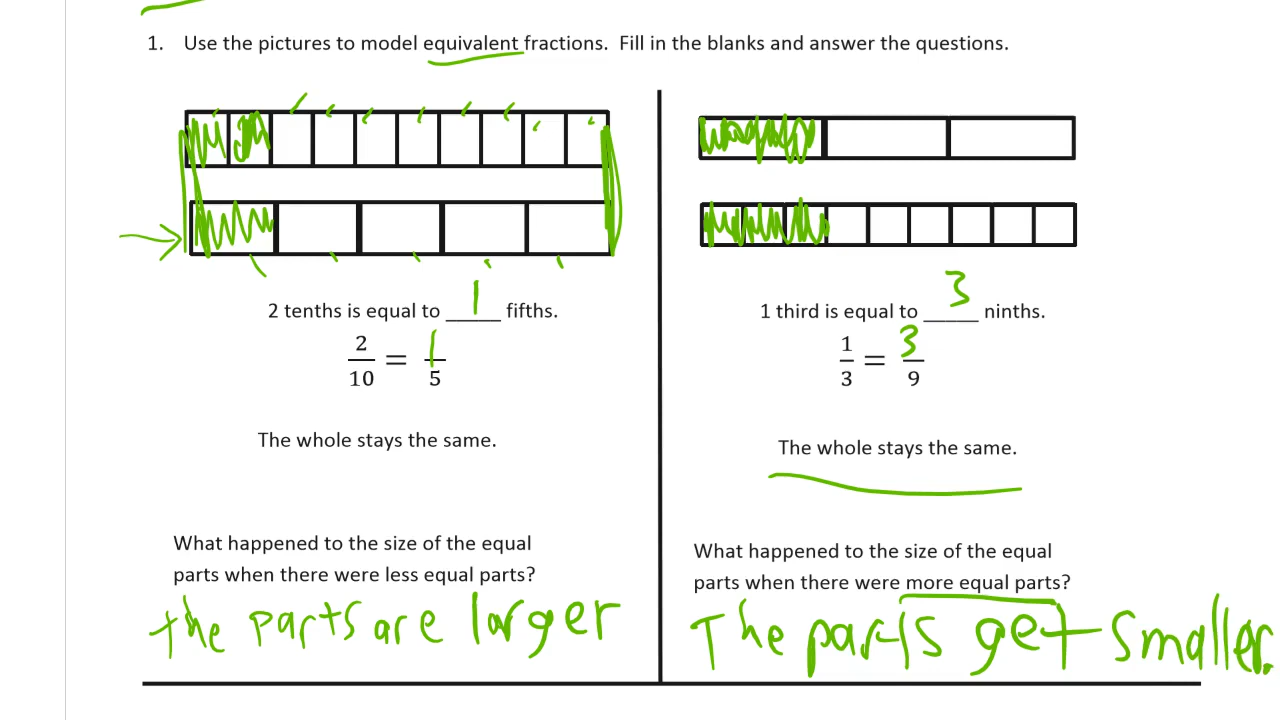 1. Use the pictures to model equivalent fractions. Fill in the blanks and answer the questions.
2 tenths is equal to 1 fifths.
2/10 = 1/5
The whole stays the same.
What happened to the size of the equal
parts when there were less equal parts?
the parts are larger
1 third is equal to 3 ninths.
1/3 = 3/9
The whole stays the same.
What happened to the size of the equal
parts when there were more equal parts?
The parts get smaller.